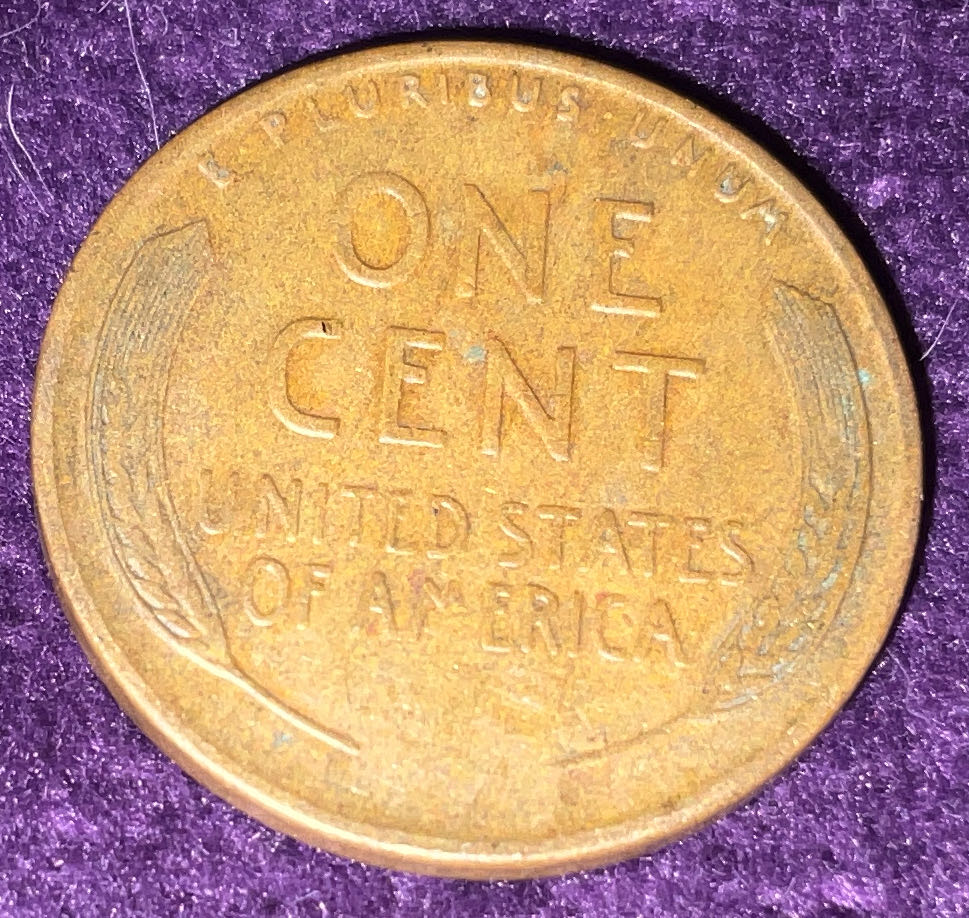 E PLURIBUS · UNUM
ONE
CENT
UNITED STATES
OF AMERICA